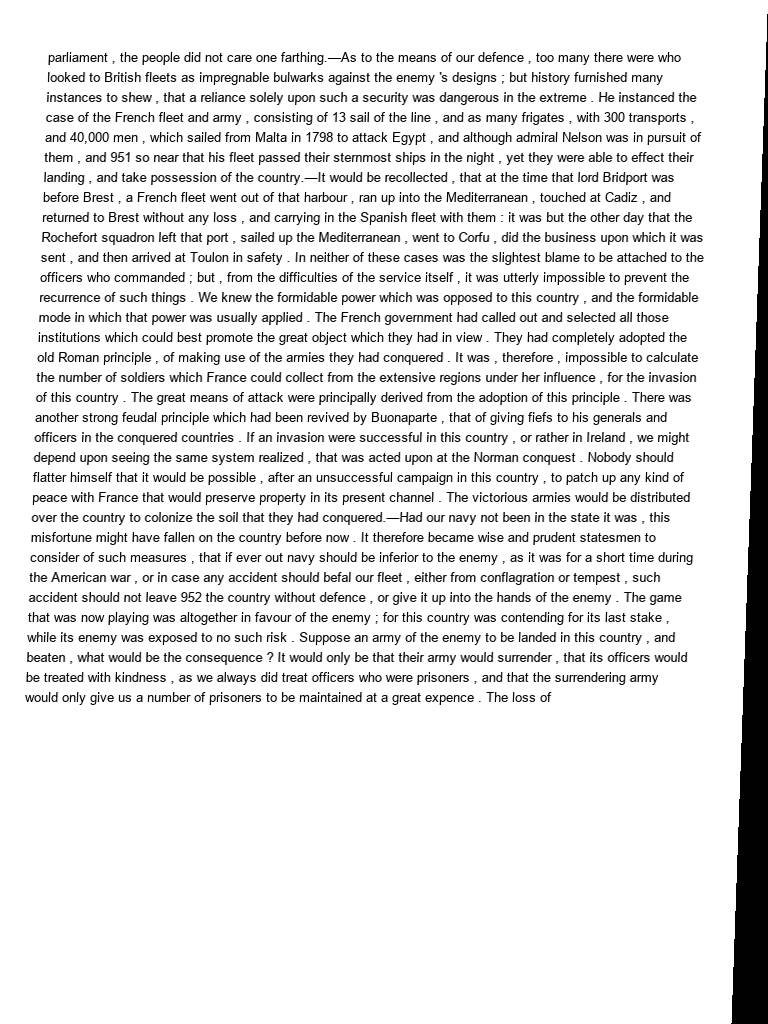 parliament , the people did not care one farthing.—As to the means of our defence , too many there were who
looked to British fleets as impregnable bulwarks against the enemy 's designs ; but history furnished many
instances to shew , that a reliance solely upon such a security was dangerous in the extreme . He instanced the
case of the French fleet and army , consisting of 13 sail of the line , and as many frigates , with 300 transports ,
and 40,000 men , which sailed from Malta in 1798 to attack Egypt , and although admiral Nelson was in pursuit of
them , and 951 so near that his fleet passed their sternmost ships in the night , yet they were able to effect their
landing , and take possession of the country.—It would be recollected , that at the time that lord Bridport was
before Brest , a French fleet went out of that harbour , ran up into the Mediterranean , touched at Cadiz , and
returned to Brest without any loss , and carrying in the Spanish fleet with them : it was but the other day that the
Rochefort squadron left that port , sailed up the Mediterranean , went to Corfu , did the business upon which it was
sent , and then arrived at Toulon in safety . In neither of these cases was the slightest blame to be attached to the
officers who commanded ; but , from the difficulties of the service itself , it was utterly impossible to prevent the
recurrence of such things . We knew the formidable power which was opposed to this country , and the formidable
mode in which that power was usually applied . The French government had called out and selected all those
institutions which could best promote the great object which they had in view . They had completely adopted the
old Roman principle , of making use of the armies they had conquered . It was , therefore , impossible to calculate
the number of soldiers which France could collect from the extensive regions under her influence , for the invasion
of this country . The great means of attack were principally derived from the adoption of this principle . There was
another strong feudal principle which had been revived by Buonaparte , that of giving fiefs to his generals and
officers in the conquered countries . If an invasion were successful in this country , or rather in Ireland , we might
depend upon seeing the same system realized , that was acted upon at the Norman conquest . Nobody should
flatter himself that it would be possible , after an unsuccessful campaign in this country , to patch up any kind of
peace with France that would preserve property in its present channel . The victorious armies would be distributed
over the country to colonize the soil that they had conquered.—Had our navy not been in the state it was , this
misfortune might have fallen on the country before now . It therefore became wise and prudent statesmen to
consider of such measures , that if ever out navy should be inferior to the enemy , as it was for a short time during
the American war , or in case any accident should befal our fleet , either from conflagration or tempest , such
accident should not leave 952 the country without defence , or give it up into the hands of the enemy . The game
that was now playing was altogether in favour of the enemy ; for this country was contending for its last stake ,
while its enemy was exposed to no such risk . Suppose an army of the enemy to be landed in this country , and
beaten , what would be the consequence ? It would only be that their army would surrender , that its officers would
be treated with kindness , as we always did treat officers who were prisoners , and that the surrendering army
would only give us a number of prisoners to be maintained at a great expence . The loss of